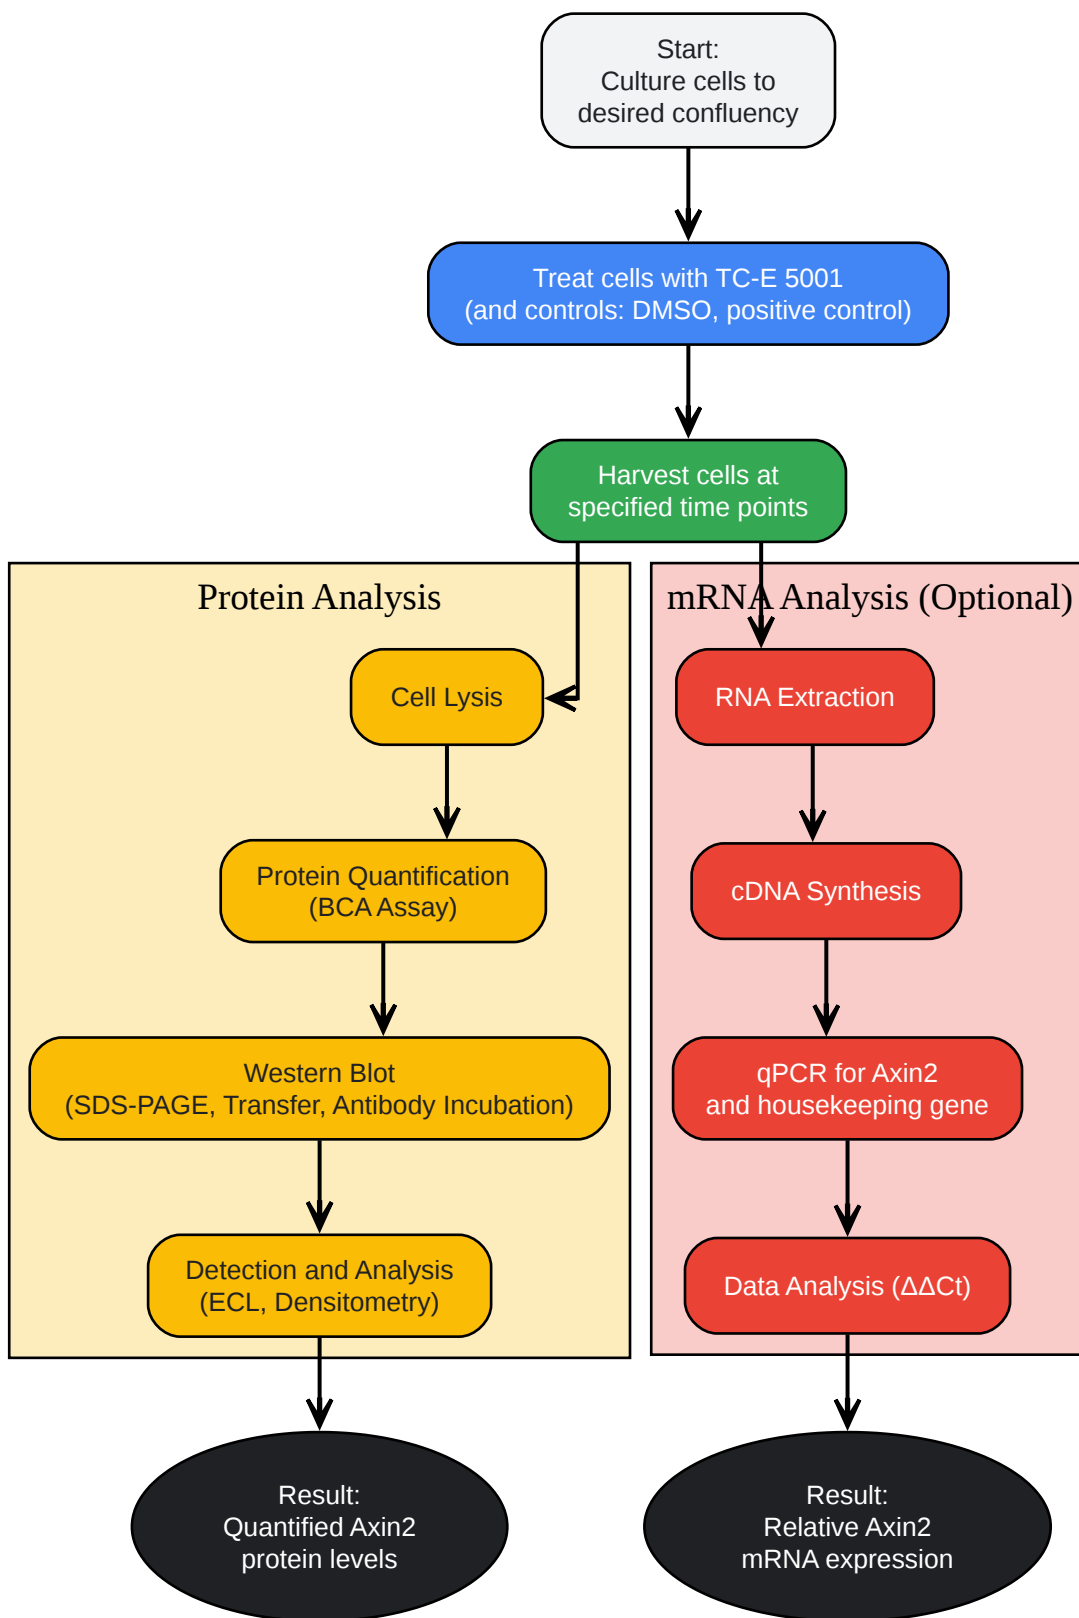 Start:
Culture cells to
desired confluency
Treat cells with TC-E 5001
(and controls: DMSO, positive control)
Harvest cells at
specified time points
Protein Analysis
Cell Lysis
Protein Quantification
(BCA Assay)
Western Blot
(SDS-PAGE, Transfer, Antibody Incubation)
Detection and Analysis
(ECL, Densitometry)
Result:
Quantified Axin2
protein levels
mRNA Analysis (Optional)
RNA Extraction
cDNA Synthesis
qPCR for Axin2
and housekeeping gene
Data Analysis (ΔΔCt)
Result:
Relative Axin2
mRNA expression